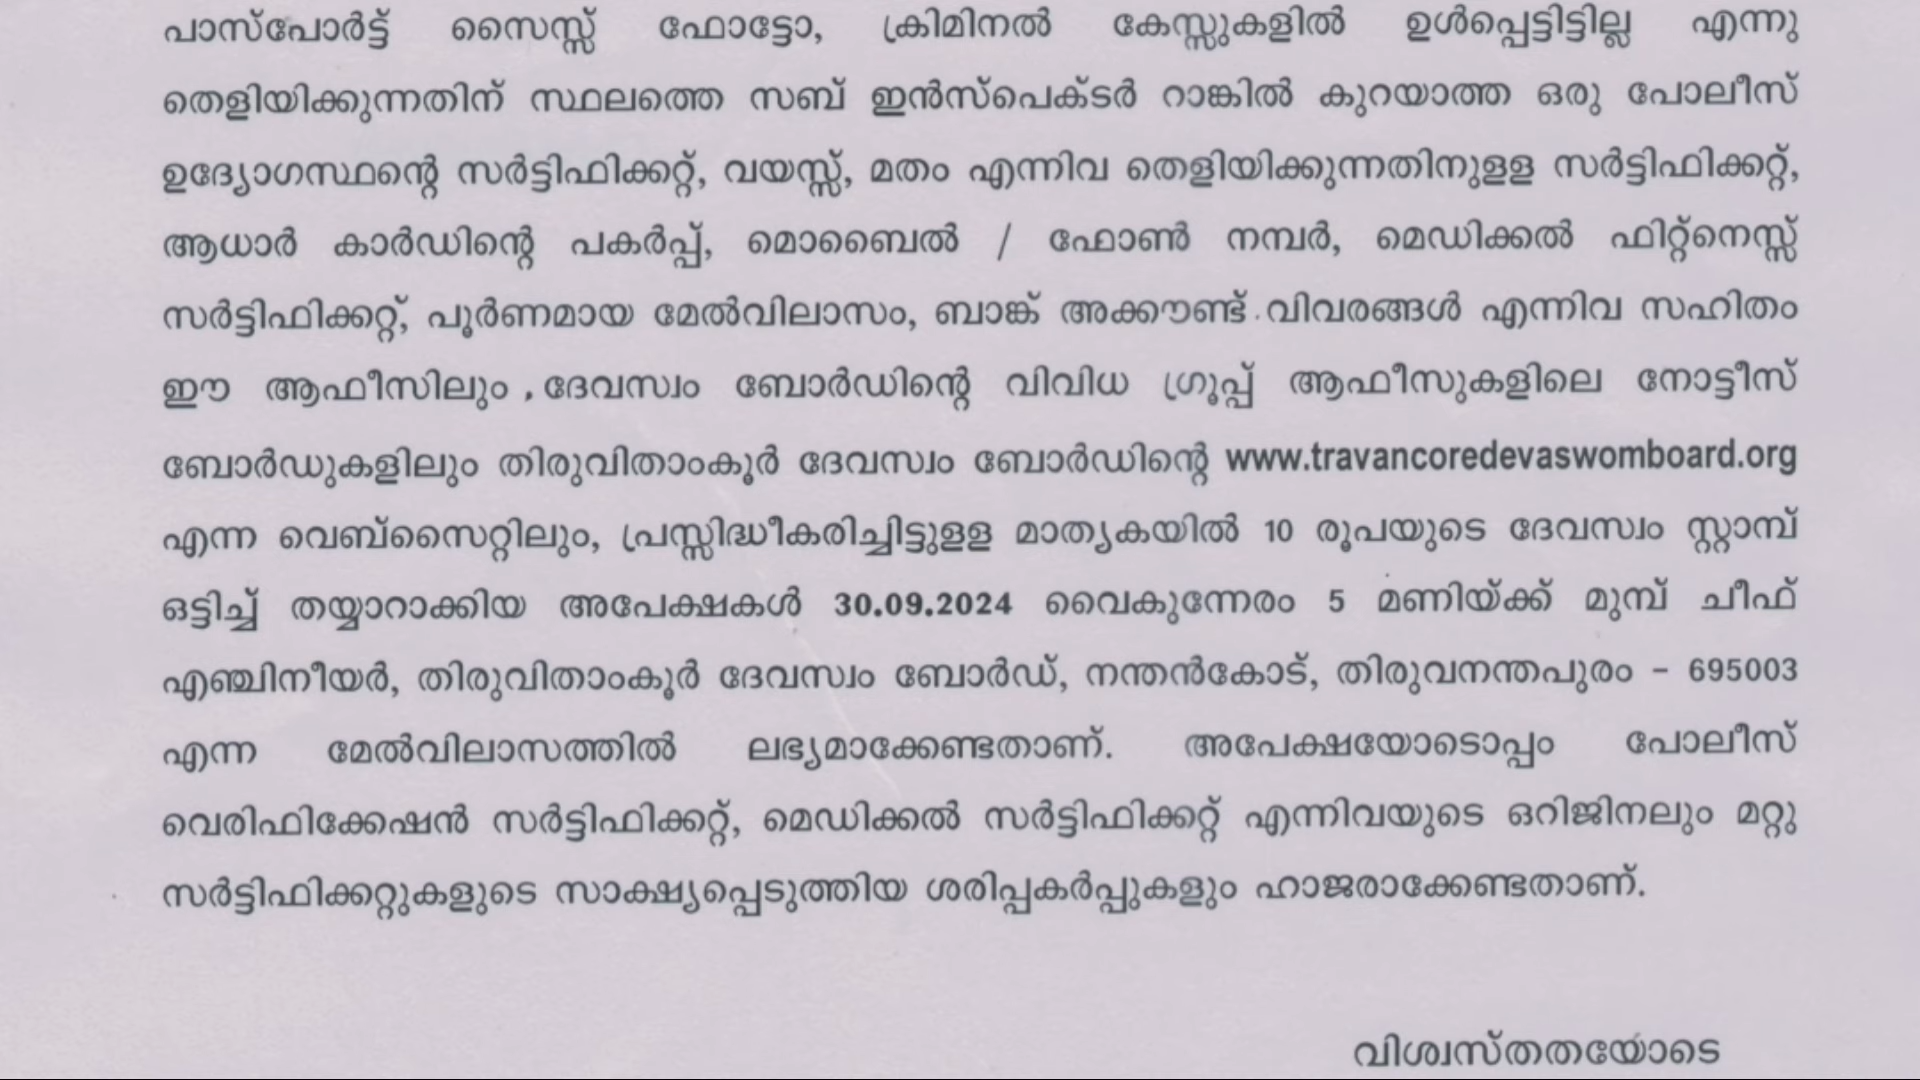 പാസ്പോർട്ട് സൈസ്സ് ഫോട്ടോ, ക്രിമിനൽ കേസ്സുകളിൽ ഉൾപ്പെട്ടിട്ടില്ല എന്നു
തെളിയിക്കുന്നതിന് സ്ഥലത്തെ സബ് ഇൻസ്പെക്ടർ റാങ്കിൽ കുറയാത്ത ഒരു പോലീസ്
ഉദ്യോഗസ്ഥന്റെ സർട്ടിഫിക്കറ്റ്, വയസ്സ്, മതം എന്നിവ തെളിയിക്കുന്നതിനുളള സർട്ടിഫിക്കറ്റ്,
ആധാർ കാർഡിന്റെ പകർപ്പ്, മൊബൈൽ / ഫോൺ നമ്പർ, മെഡിക്കൽ ഫിറ്റ്നെസ്സ്
സർട്ടിഫിക്കറ്റ്, പൂർണമായ മേൽവിലാസം, ബാങ്ക് അക്കൗണ്ട് വിവരങ്ങൾ എന്നിവ സഹിതം
ഈ ആഫീസിലും, ദേവസ്വം ബോർഡിന്റെ വിവിധ ഗ്രൂപ്പ് ആഫീസുകളിലെ നോട്ടീസ്
ബോർഡുകളിലും തിരുവിതാംകൂർ ദേവസ്വം ബോർഡിന്റെ www.travancoredevaswomboard.org
എന്ന വെബ്സൈറ്റിലും, പ്രസ്സിദ്ധീകരിച്ചിട്ടുളള മാത്യകയിൽ 10 രൂപയുടെ ദേവസ്വം സ്റ്റാമ്പ്
ഒട്ടിച്ച് തയ്യാറാക്കിയ അപേക്ഷകൾ 30.09.2024 വൈകുന്നേരം 5 മണിയ്ക്ക് മുമ്പ് ചീഫ്
എഞ്ചിനീയർ, തിരുവിതാംകൂർ ദേവസ്വം ബോർഡ്, നന്തൻകോട്, തിരുവനന്തപുരം - 695003
എന്ന മേൽവിലാസത്തിൽ ലഭ്യമാക്കേണ്ടതാണ്. അപേക്ഷയോടൊപ്പം പോലീസ്
വെരിഫിക്കേഷൻ സർട്ടിഫിക്കറ്റ്, മെഡിക്കൽ സർട്ടിഫിക്കറ്റ് എന്നിവയുടെ ഒറിജിനലും മറ്റു
സർട്ടിഫിക്കറ്റുകളുടെ സാക്ഷ്യപ്പെടുത്തിയ ശരിപ്പകർപ്പുകളും ഹാജരാക്കേണ്ടതാണ്.
വിശ്വസ്തതയോടെ